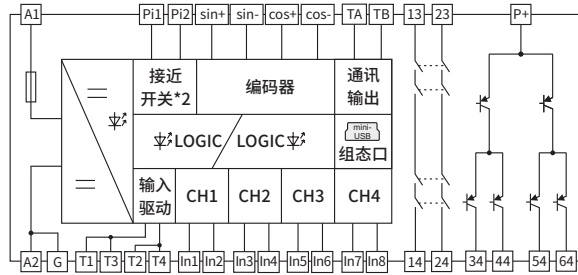 A1 Pi1 Pi2 sin+ sin- cos+ cos- TA TB 13 23 P+
接近 编码器 通讯
开关*2 输出
LOGIC LOGIC mini-
USB
组态口
输入 CH1 CH2 CH3 CH4
驱动
A2 G T1 T3 T2 T4 In1 In2 In3 In4 In5 In6 In7 In8 14 24 34 44 54 64